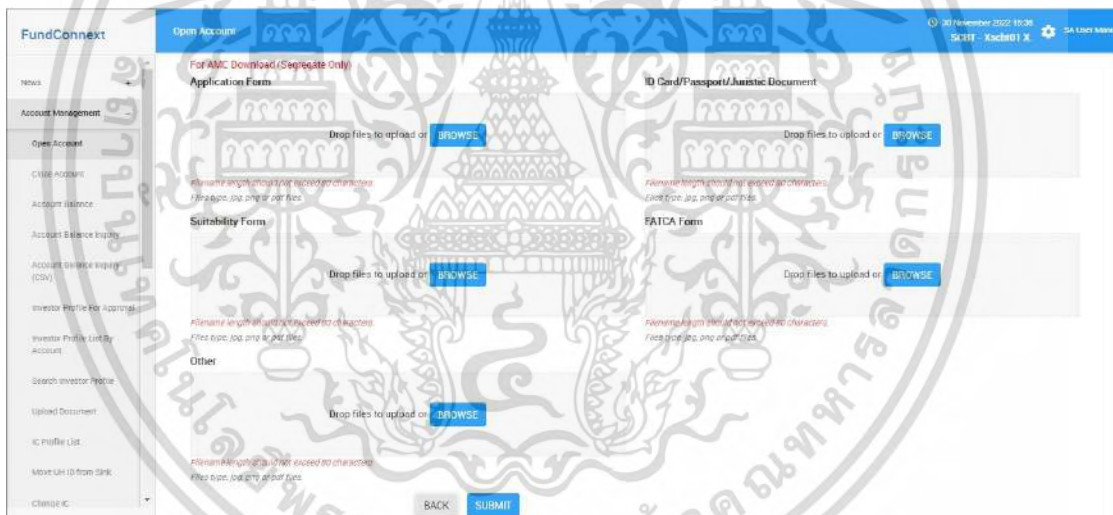 FundConnext
Open Account
30 November 2022 16:36
SCBT - Xscbt01 X.
News
Account Management
Open Account
Close Account
Account Balance
Account Balance Inquiry
Account Balance Inquiry (CSV)
Investor Profile For Approval
Investor Profile List By Account
Search Investor Profile
Upload Document
IC Profile List
Move UH ID from Sink
Change IC
For AMC Download (Segregate Only)
Application Form
Drop files to upload or BROWSE
Filename length should not exceed 80 characters.
Files type: jpg, png or pdf files.
ID Card/Passport/Juristic Document
Drop files to upload or BROWSE
Filename length should not exceed 80 characters.
Files type: jpg, png or pdf files.
Suitability Form
Drop files to upload or BROWSE
Filename length should not exceed 80 characters.
Files type: jpg, png or pdf files.
FATCA Form
Drop files to upload or BROWSE
Filename length should not exceed 80 characters.
Files type: jpg, png or pdf files.
Other
Drop files to upload or BROWSE
Filename length should not exceed 80 characters.
Files type: jpg, png or pdf files.
BACK
SUBMIT